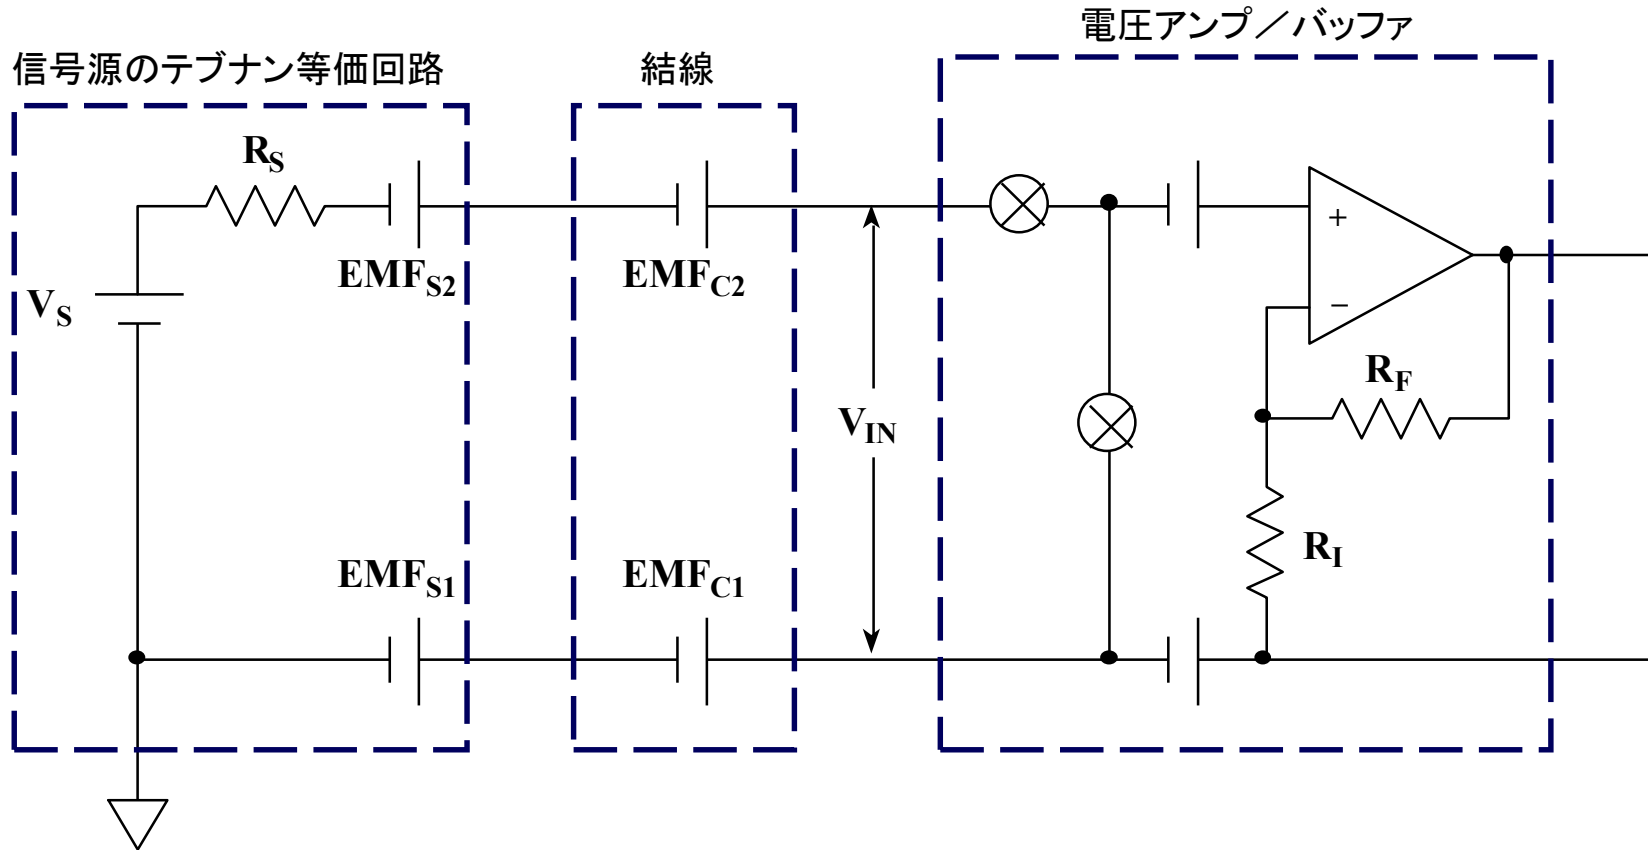 電圧アンプ／バッファ
信号源のテブナン等価回路
結線
RS
EMFS2
EMFC2
VS
+
−
RF
VIN
RI
EMFS1
EMFC1